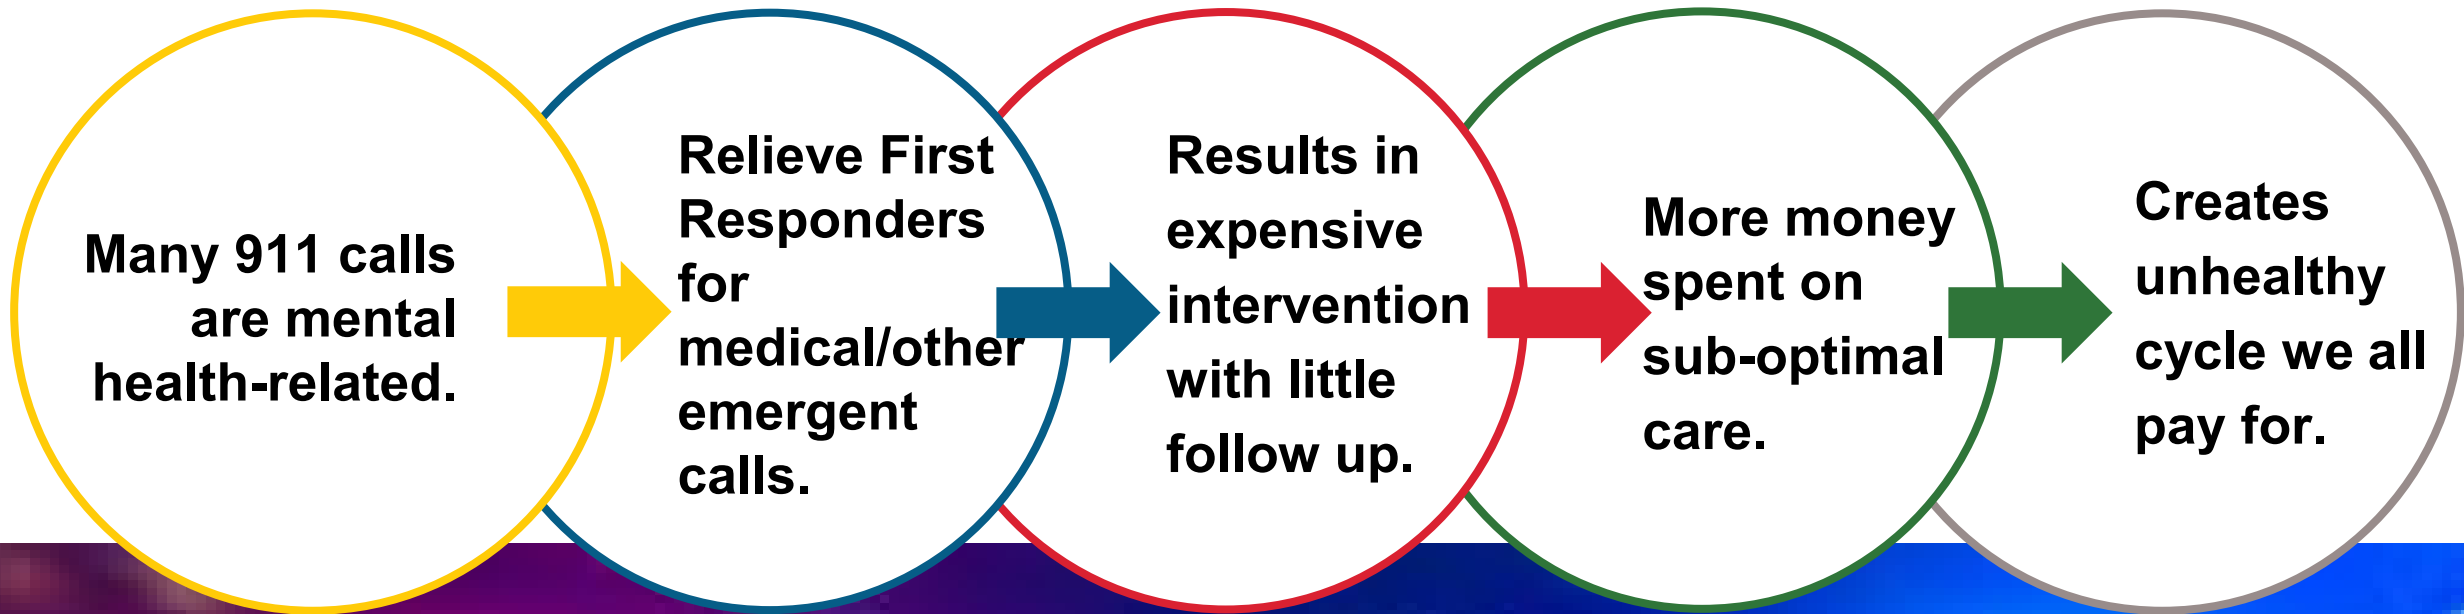 Many 911 calls
are mental
health-related.
Relieve First
Responders
for
medical/other
emergent
calls.
Results in
expensive
intervention
with little
follow up.
More money
spent on
sub-optimal
care.
Creates
unhealthy
cycle we all
pay for.